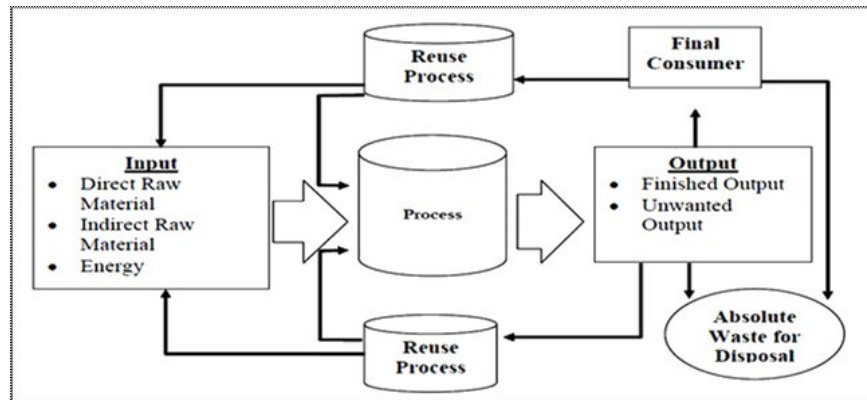 Reuse
Process
Final
Consumer
Input
• Direct Raw
Material
• Indirect Raw
Material
• Energy
Process
Output
• Finished Output
• Unwanted
Output
Reuse
Process
Absolute
Waste for
Disposal